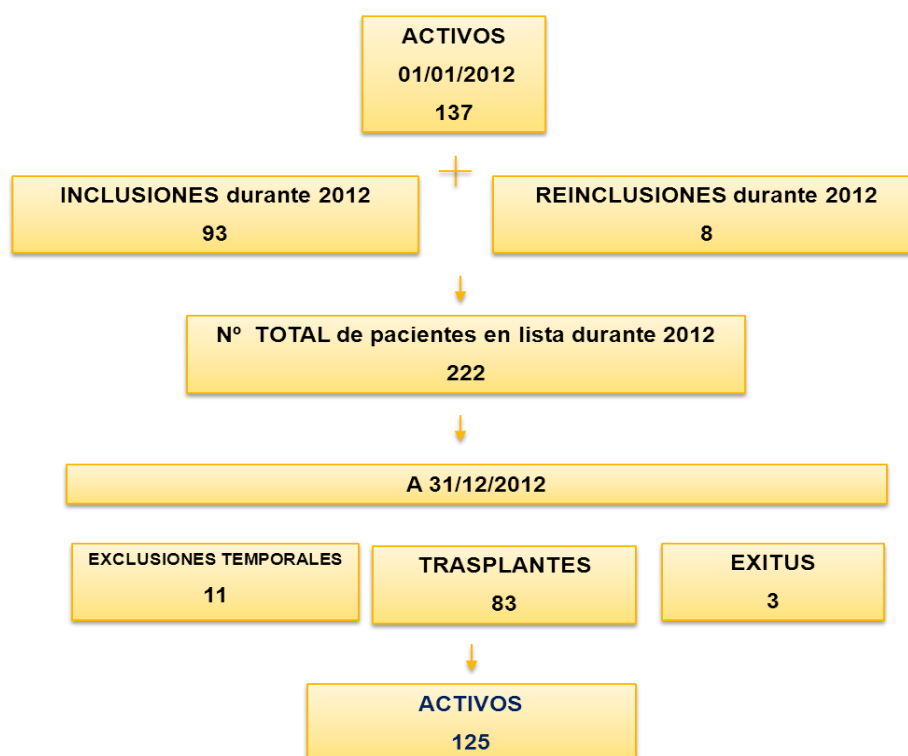 ACTIVOS
01/01/2012
137
INCLUSIONES durante 2012
93
REINCLUSIONES durante 2012
8
Nº TOTAL de pacientes en lista durante 2012
222
A 31/12/2012
EXCLUSIONES TEMPORALES
11
TRASPLANTES
83
EXITUS
3
ACTIVOS
125